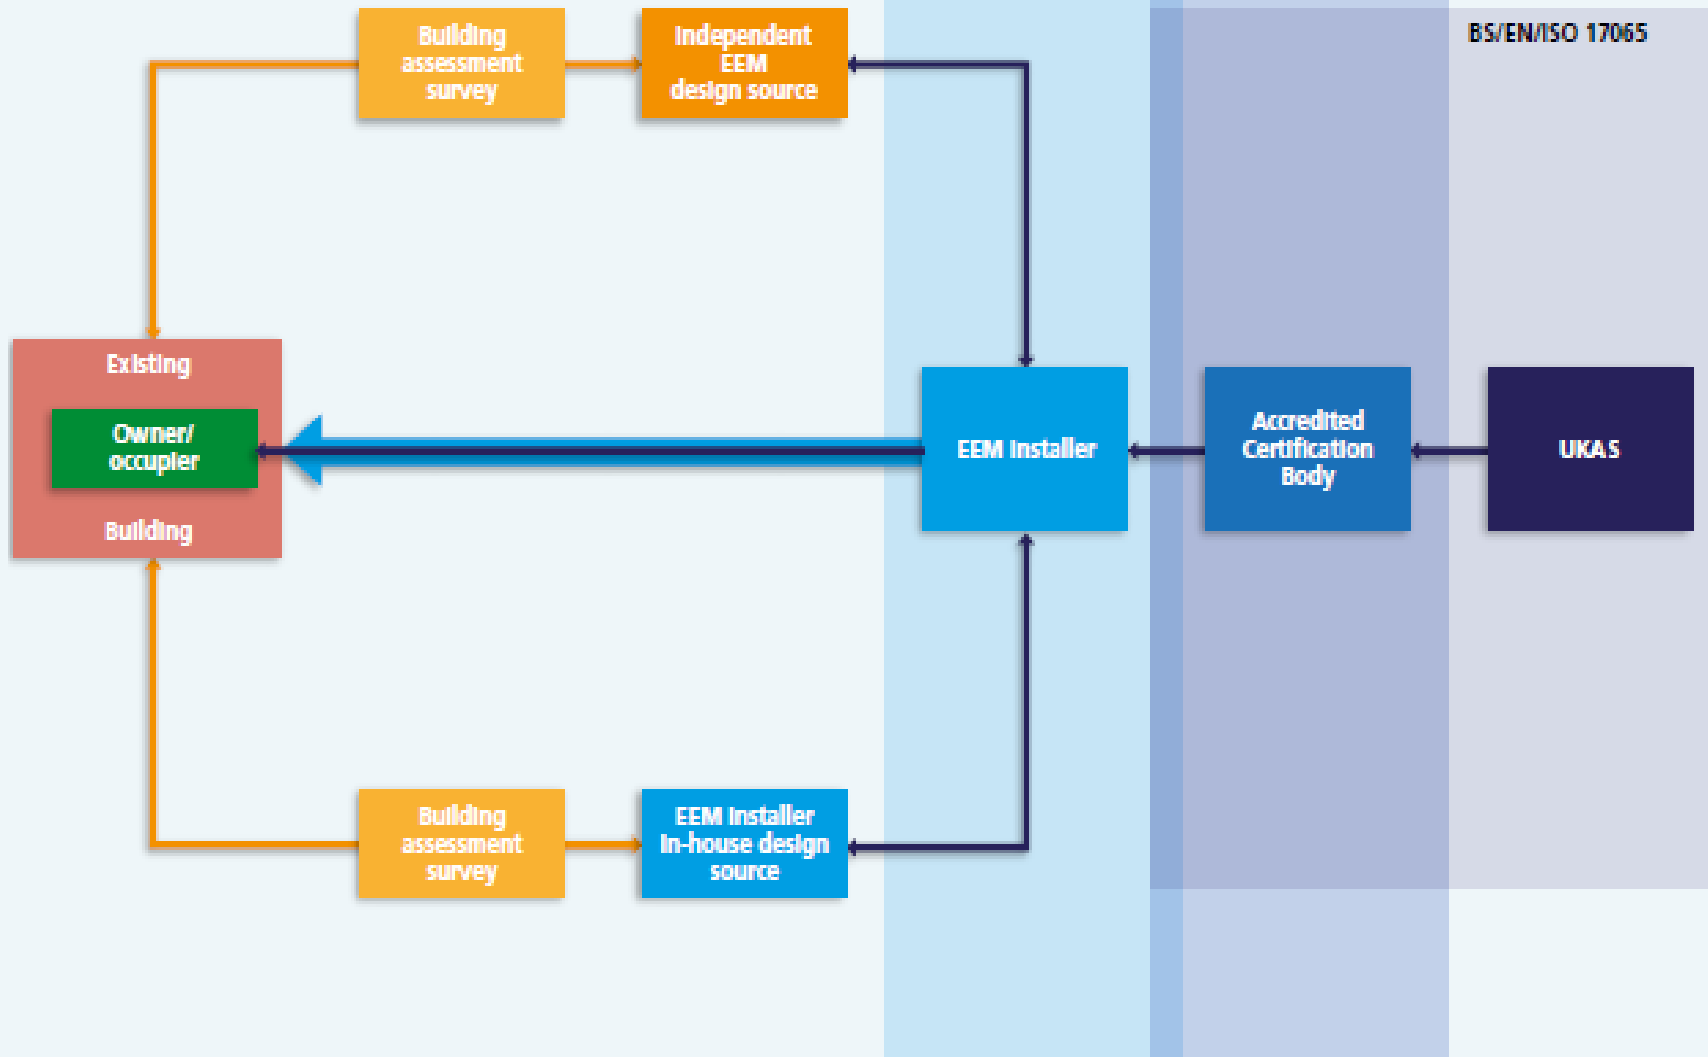 Building
assessment
survey
Independent
EEM
design source
BS/EN/ISO 17065
Existing
Owner/
occupier
Building
EEM Installer
Accredited
Certification
Body
UKAS
Building
assessment
survey
EEM Installer
In-house design
source